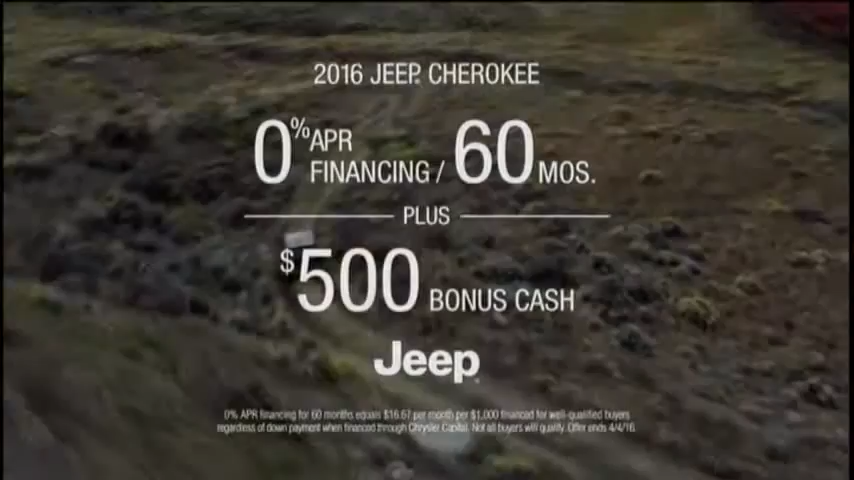 2016 JEEP® CHEROKEE
0% APR FINANCING / 60 MOS.
PLUS
$500 BONUS CASH
Jeep®
0% APR financing for 60 months equals $16.67 per month per $1,000 financed for well-qualified buyers
regardless of down payment when financed through Chrysler Capital. Not all buyers will qualify. Offer ends 4/4/16.